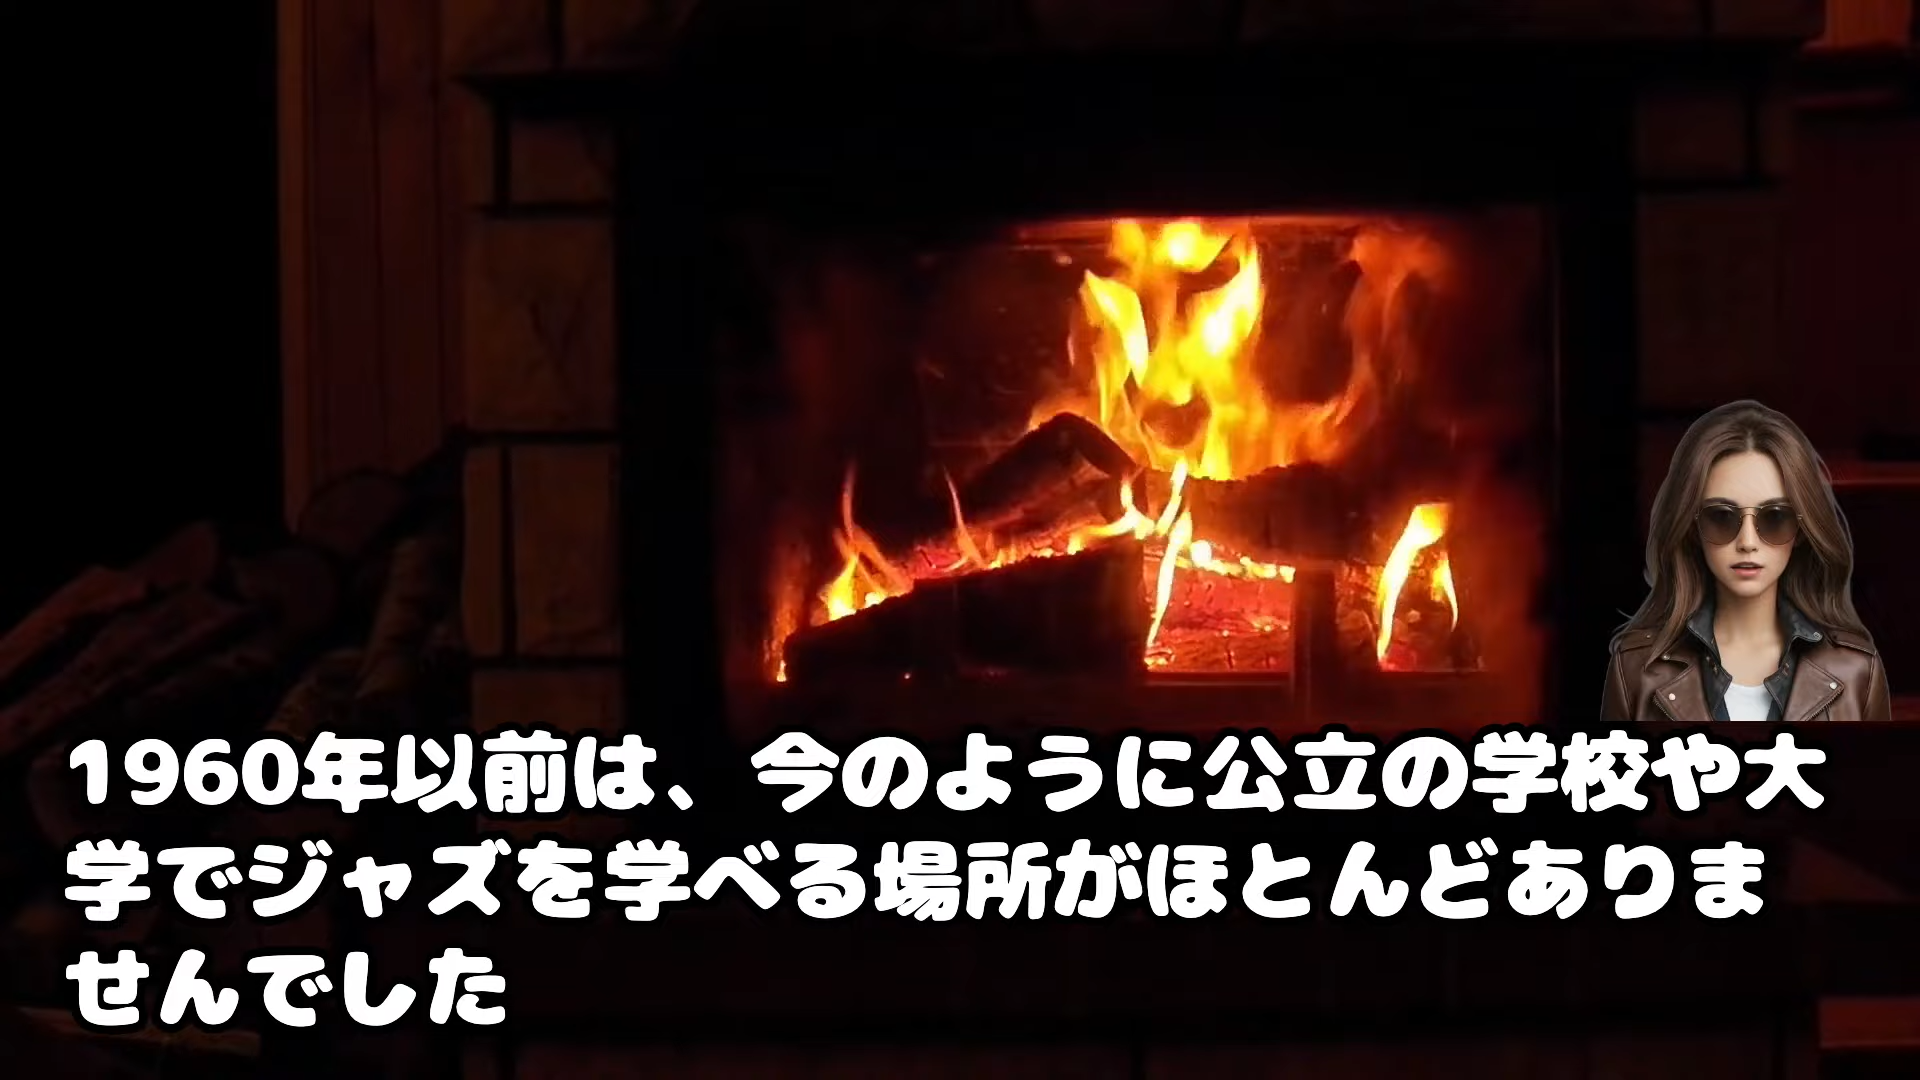 1960年以前は、今のように公立の学校や大
学でジャズを学べる場所がほとんどありま
せんでした